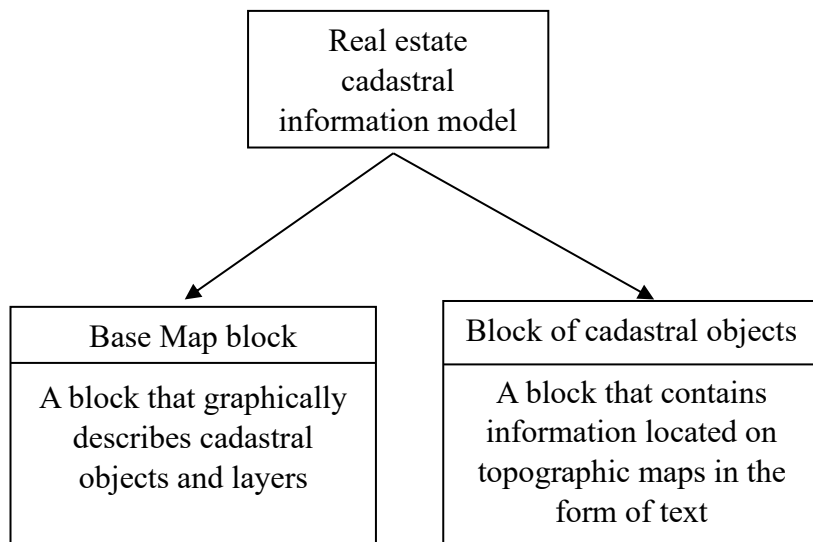 Real estate
cadastral
information model
Base Map block
A block that graphically
describes cadastral
objects and layers
Block of cadastral objects
A block that contains
information located on
topographic maps in the
form of text